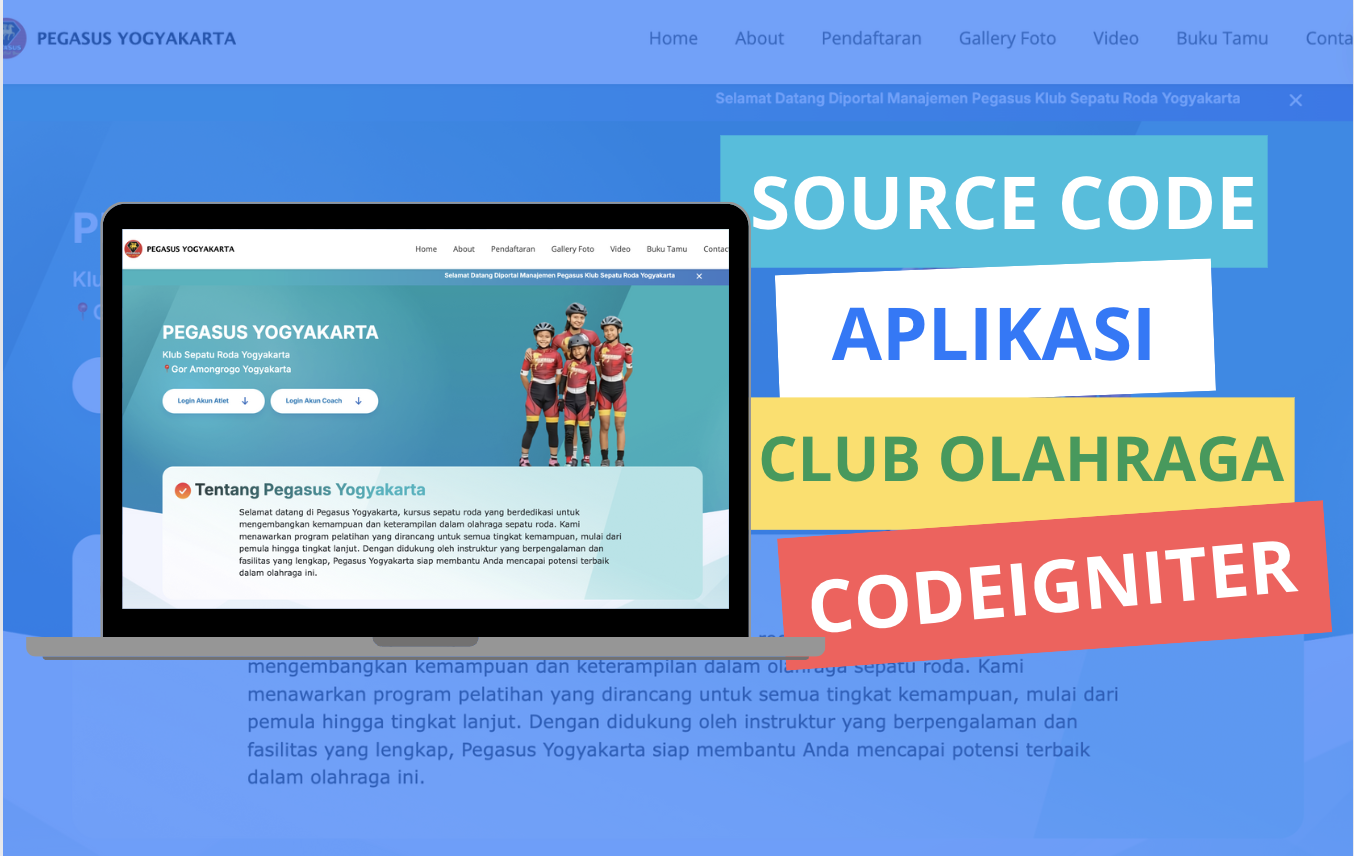 PEGASUS YOGYAKARTA
Home About Pendaftaran Gallery Foto Video Buku Tamu Conta
Selamat Datang Diportal Manajemen Pegasus Klub Sepatu Roda Yogyakarta
SOURCE CODE
APLIKASI
CLUB OLAHRAGA
CODEIGNITER
PEGASUS YOGYAKARTA
Home About Pendaftaran Gallery Foto Video Buku Tamu Contac
Selamat Datang Diportal Manajemen Pegasus Klub Sepatu Roda Yogyakarta
PEGASUS YOGYAKARTA
Klub Sepatu Roda Yogyakarta
Gor Amongrogo Yogyakarta
Login Akun Atlet
Login Akun Coach
Tentang Pegasus Yogyakarta
Selamat datang di Pegasus Yogyakarta, kursus sepatu roda yang berdedikasi untuk
mengembangkan kemampuan dan keterampilan dalam olahraga sepatu roda. Kami
menawarkan program pelatihan yang dirancang untuk semua tingkat kemampuan, mulai dari
pemula hingga tingkat lanjut. Dengan didukung oleh instruktur yang berpengalaman dan
fasilitas yang lengkap, Pegasus Yogyakarta siap membantu Anda mencapai potensi terbaik
dalam olahraga ini.
mengembangkan kemampuan dan keterampilan dalam olahraga sepatu roda. Kami
menawarkan program pelatihan yang dirancang untuk semua tingkat kemampuan, mulai dari
pemula hingga tingkat lanjut. Dengan didukung oleh instruktur yang berpengalaman dan
fasilitas yang lengkap, Pegasus Yogyakarta siap membantu Anda mencapai potensi terbaik
dalam olahraga ini.